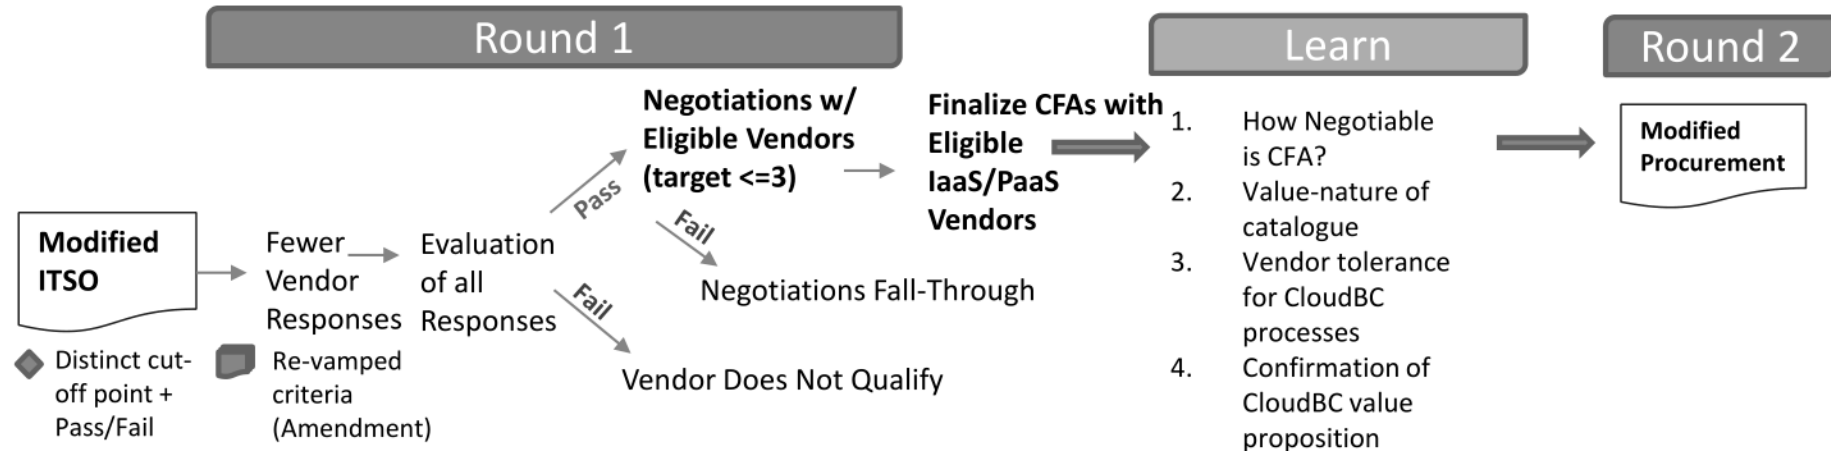 Round 1
Learn
Round 2
Modified
ITSO
Fewer
Vendor
Responses
Evaluation
of all
Responses
Pass
Fail
Negotiations w/
Eligible Vendors
(target <=3)
Fail
Negotiations Fall-Through
Vendor Does Not Qualify
Finalize CFAs with
Eligible
IaaS/PaaS
Vendors
1. How Negotiable
is CFA?
2. Value-nature of
catalogue
3. Vendor tolerance
for CloudBC
processes
4. Confirmation of
CloudBC value
proposition
Modified
Procurement
Distinct cut-
off point +
Pass/Fail
Re-vamped
criteria
(Amendment)